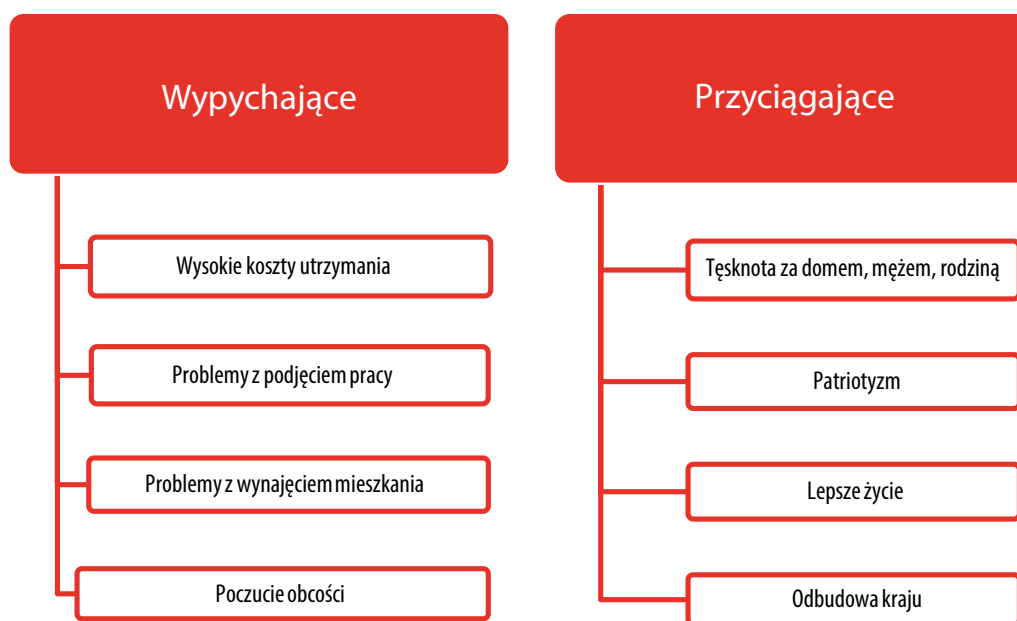 Wypychające
Wysokie koszty utrzymania
Problemy z podjęciem pracy
Problemy z wynajęciem mieszkania
Poczucie obcości
Przyciągające
Tęsknota za domem, mężem, rodziną
Patriotyzm
Lepsze życie
Odbudowa kraju